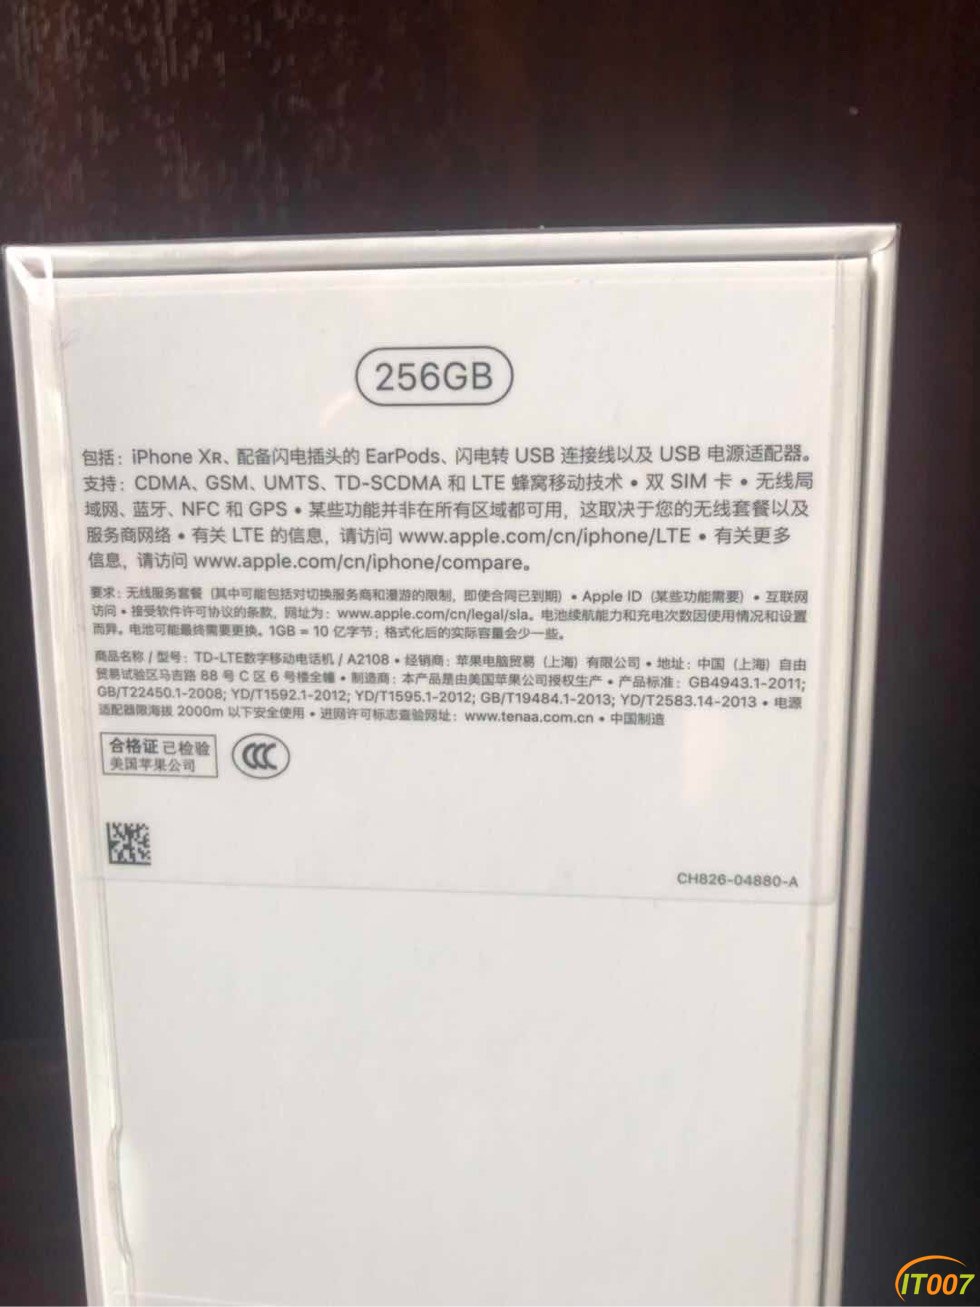 256GB
包括：iPhone XR、配备闪电插头的 EarPods、闪电转 USB 连接线以及 USB 电源适配器。
支持：CDMA、GSM、UMTS、TD-SCDMA 和 LTE 蜂窝移动技术 • 双 SIM 卡 • 无线局
域网、蓝牙、NFC 和 GPS • 某些功能并非在所有区域都可用，这取决于您的无线套餐以及
服务商网络 • 有关 LTE 的信息，请访问 www.apple.com/cn/iphone/LTE • 有关更多
信息，请访问 www.apple.com/cn/iphone/compare。
要求：无线服务套餐（其中可能包括对切换服务商和漫游的限制，即使合同已到期）• Apple ID（某些功能需要）• 互联网
访问 • 接受软件许可协议的条款，网址为：www.apple.com/cn/legal/sla。电池续航能力和充电次数因使用情况和设置
而异。电池可能最终需要更换。1GB = 10 亿字节；格式化后的实际容量会少一些。
商品名称 / 型号：TD-LTE数字移动电话机 / A2108 • 经销商：苹果电脑贸易（上海）有限公司 • 地址：中国（上海）自由
贸易试验区马吉路 88 号 C 区 6 号楼全幢 • 制造商：本产品是由美国苹果公司授权生产 • 产品标准：GB4943.1-2011;
GB/T22450.1-2008; YD/T1592.1-2012; YD/T1595.1-2012; GB/T19484.1-2013; YD/T2583.14-2013 • 电源
适配器限海拔 2000m 以下安全使用 • 进网许可标志查验网址：www.tenaa.com.cn • 中国制造
合格证 已检验
美国苹果公司
CCC
CH826-04880-A
IT007